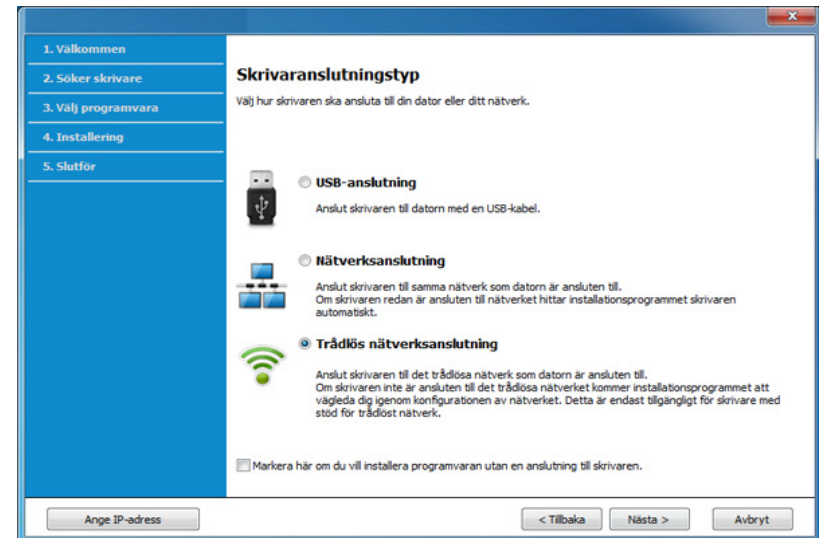 1. Välkommen
2. Söker skrivare
3. Välj programvara
4. Installering
5. Slutför
Skrivaranslutningstyp
Välj hur skrivaren ska ansluta till din dator eller ditt nätverk.
USB-anslutning
Anslut skrivaren till datorn med en USB-kabel.
Nätverksanslutning
Anslut skrivaren till samma nätverk som datorn är ansluten till.
Om skrivaren redan är ansluten till nätverket hittar installationsprogrammet skrivaren
automatiskt.
Trådlös nätverksanslutning
Anslut skrivaren till det trådlösa nätverk som datorn är ansluten till.
Om skrivaren inte är ansluten till det trådlösa nätverket kommer installationsprogrammet att
vägleda dig igenom konfigurationen av nätverket. Detta är endast tillgängligt för skrivare med
stöd för trådlöst nätverk.
Markera här om du vill installera programvaran utan en anslutning till skrivaren.
Ange IP-adress
< Tillbaka
Nästa >
Avbryt